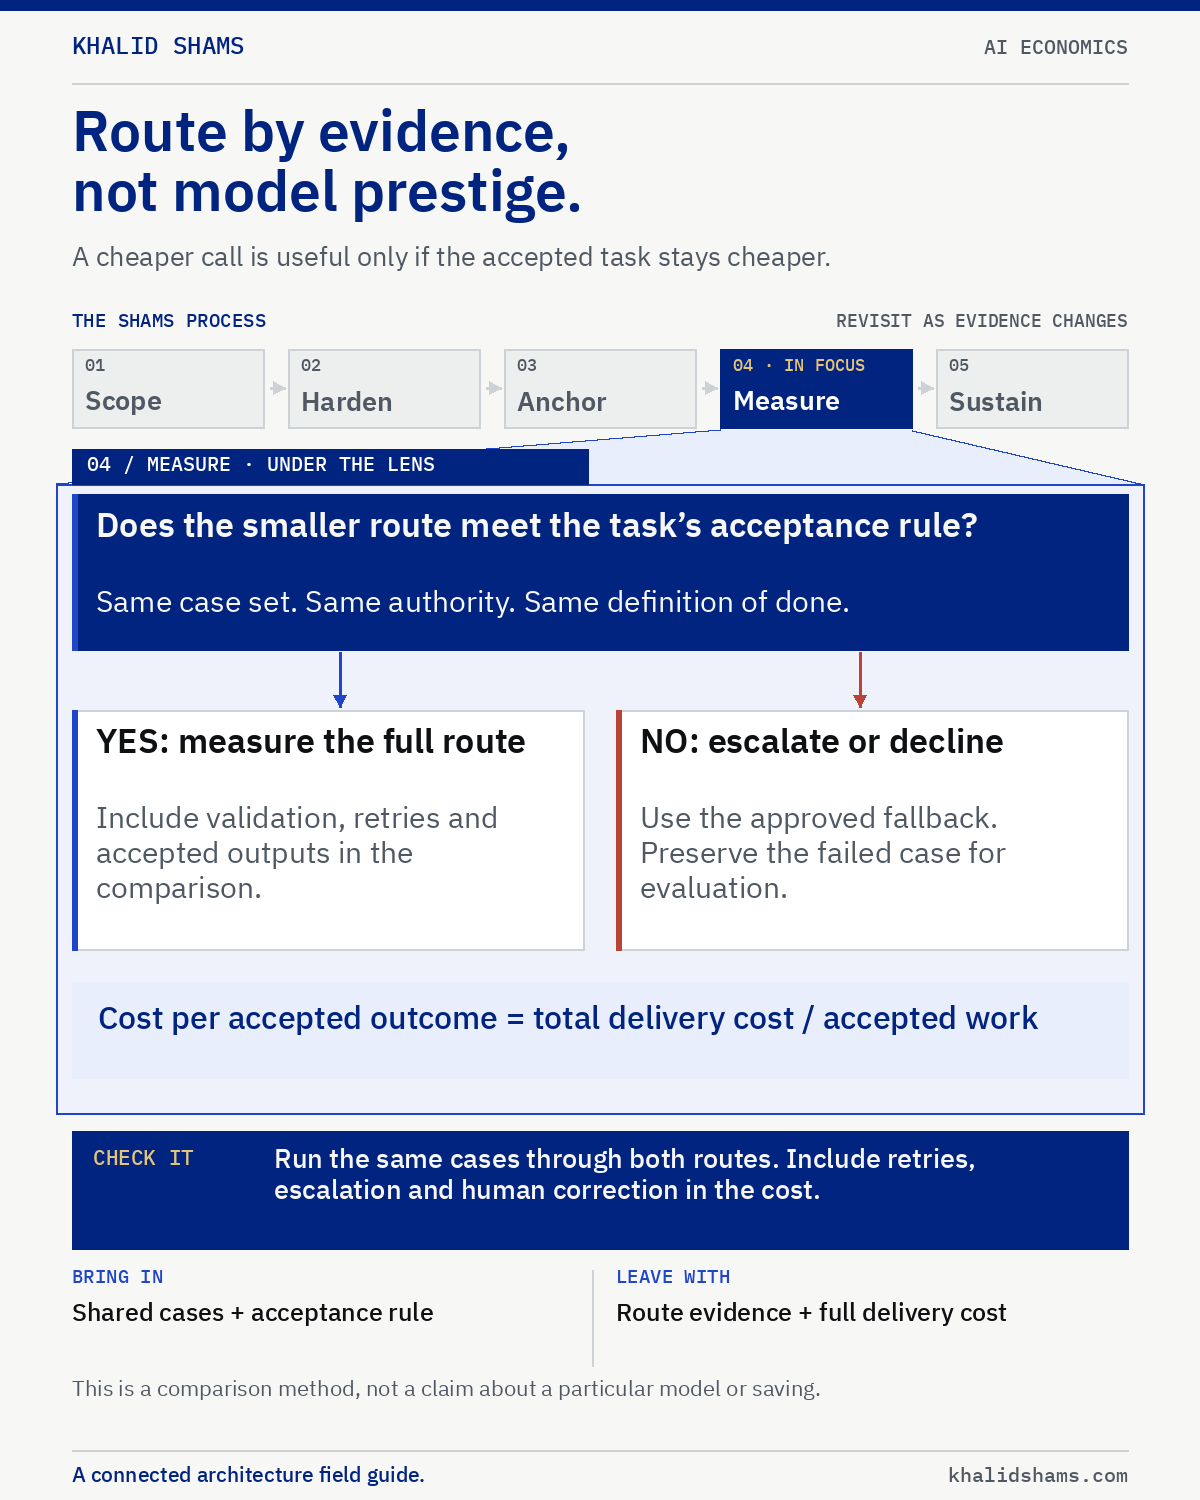 KHALID SHAMS
AI ECONOMICS
Route by evidence,
not model prestige.
A cheaper call is useful only if the accepted task stays cheaper.
THE SHAMS PROCESS
REVISIT AS EVIDENCE CHANGES
01
Scope
02
Harden
03
Anchor
04 · IN FOCUS
Measure
05
Sustain
04 / MEASURE · UNDER THE LENS
Does the smaller route meet the task’s acceptance rule?
Same case set. Same authority. Same definition of done.
YES: measure the full route
Include validation, retries and
accepted outputs in the
comparison.
NO: escalate or decline
Use the approved fallback.
Preserve the failed case for
evaluation.
Cost per accepted outcome = total delivery cost / accepted work
CHECK IT
Run the same cases through both routes. Include retries,
escalation and human correction in the cost.
BRING IN
Shared cases + acceptance rule
LEAVE WITH
Route evidence + full delivery cost
This is a comparison method, not a claim about a particular model or saving.
A connected architecture field guide.
khalidshams.com